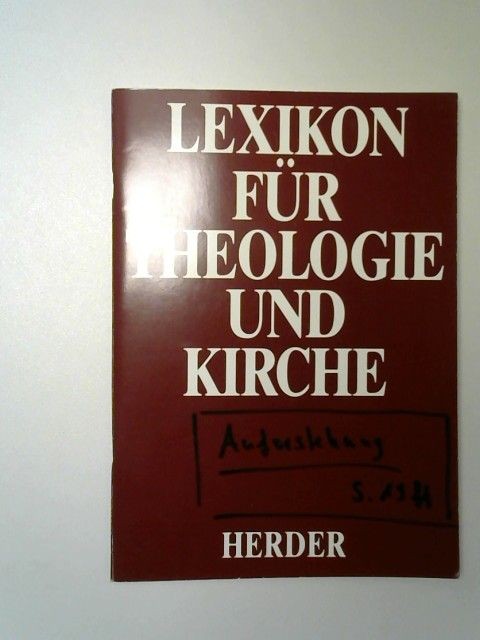 LEXIKON
FÜR
THEOLOGIE
UND
KIRCHE
Auferstehung
HERDER